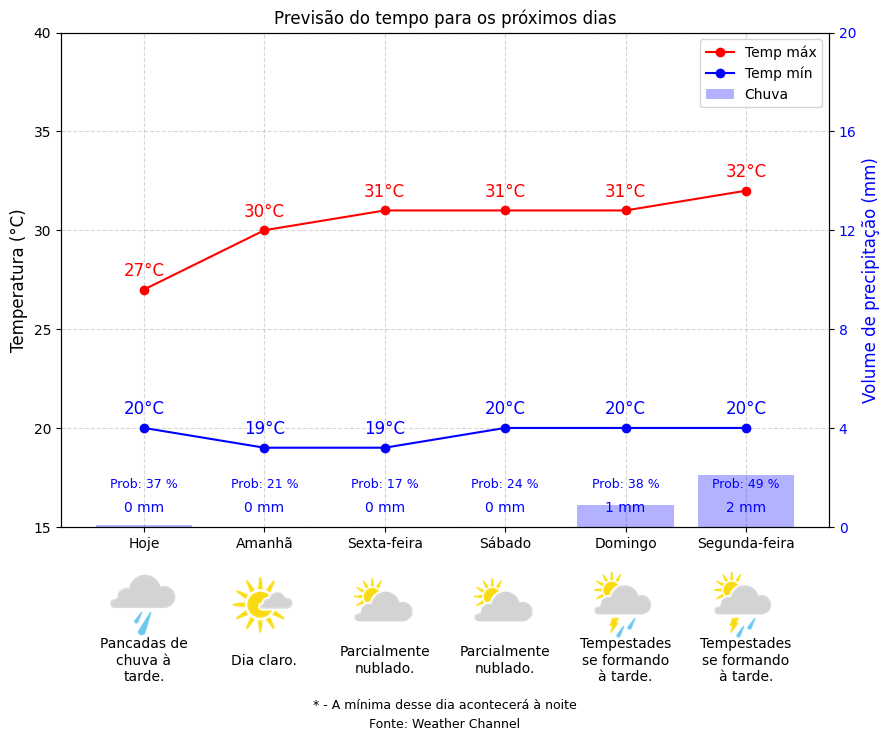 Previsão do tempo para os próximos dias
Temp máx
Temp mín
Chuva
Temperatura (°C)
Volume de precipitação (mm)
40
35
30
25
20
15
20
16
12
8
4
0
27°C
30°C
31°C
31°C
31°C
32°C
20°C
19°C
19°C
20°C
20°C
20°C
Prob: 37 %
Prob: 21 %
Prob: 17 %
Prob: 24 %
Prob: 38 %
Prob: 49 %
0 mm
0 mm
0 mm
0 mm
1 mm
2 mm
Hoje
Amanhã
Sexta-feira
Sábado
Domingo
Segunda-feira
Pancadas de
chuva à
tarde.
Dia claro.
Parcialmente
nublado.
Parcialmente
nublado.
Tempestades
se formando
à tarde.
Tempestades
se formando
à tarde.
* - A mínima desse dia acontecerá à noite
Fonte: Weather Channel